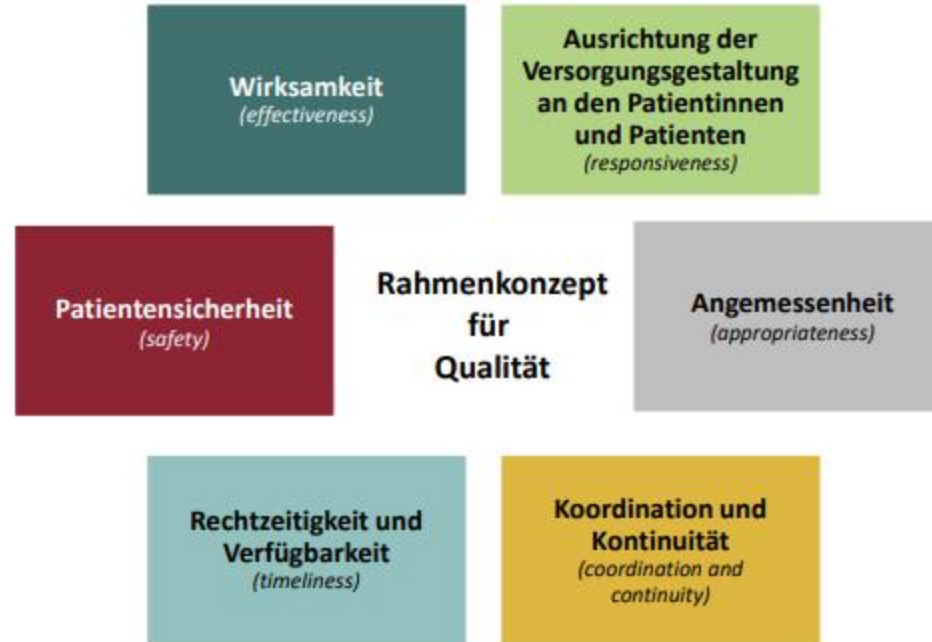 Wirksamkeit
(effectiveness)
Ausrichtung der
Versorgungsgestaltung
an den Patientinnen
und Patienten
(responsiveness)
Patientensicherheit
(safety)
Rahmenkonzept
für
Qualität
Angemessenheit
(appropriateness)
Rechtzeitigkeit und
Verfügbarkeit
(timeliness)
Koordination und
Kontinuität
(coordination and
continuity)